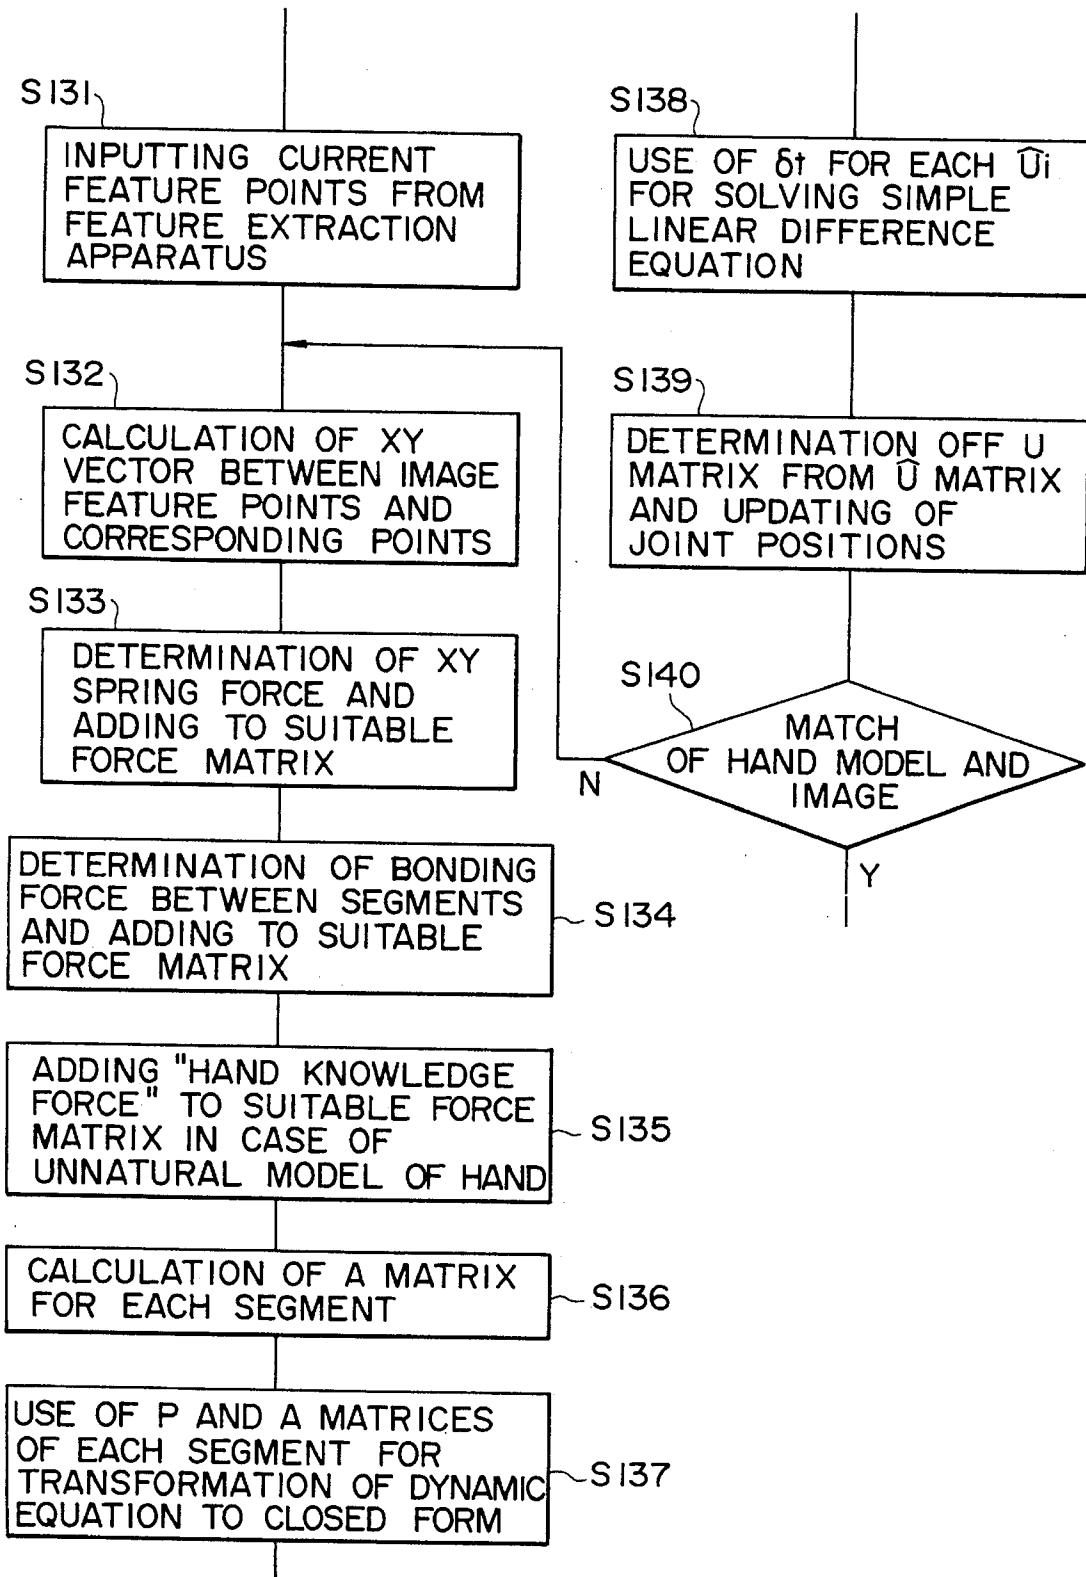 S131
INPUTTING CURRENT
FEATURE POINTS FROM
FEATURE EXTRACTION
APPARATUS
S132
CALCULATION OF XY
VECTOR BETWEEN IMAGE
FEATURE POINTS AND
CORRESPONDING POINTS
S133
DETERMINATION OF XY
SPRING FORCE AND
ADDING TO SUITABLE
FORCE MATRIX
DETERMINATION OF BONDING
FORCE BETWEEN SEGMENTS
AND ADDING TO SUITABLE
FORCE MATRIX
S134
ADDING "HAND KNOWLEDGE
FORCE" TO SUITABLE FORCE
MATRIX IN CASE OF
UNNATURAL MODEL OF HAND
S135
CALCULATION OF A MATRIX
FOR EACH SEGMENT
S136
USE OF P AND A MATRICES
OF EACH SEGMENT FOR
TRANSFORMATION OF DYNAMIC
EQUATION TO CLOSED FORM
S137
S138
USE OF δt FOR EACH Ûi
FOR SOLVING SIMPLE
LINEAR DIFFERENCE
EQUATION
S139
DETERMINATION OFF U
MATRIX FROM Û MATRIX
AND UPDATING OF
JOINT POSITIONS
S140
MATCH
OF HAND MODEL AND
IMAGE
N
Y